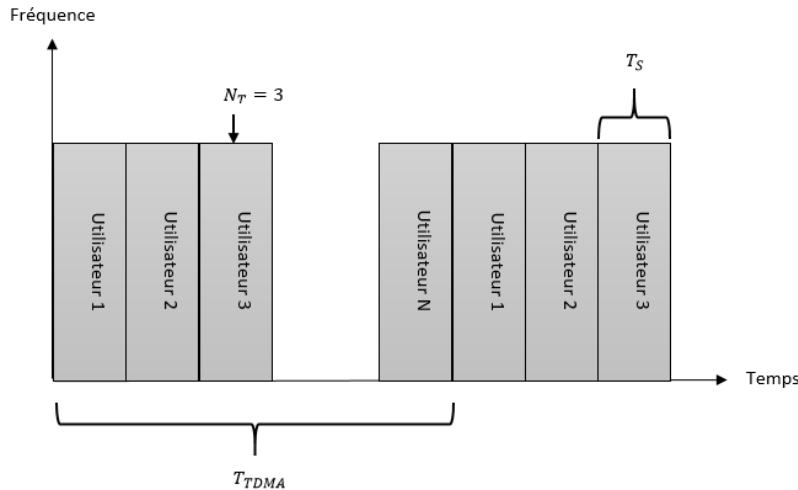 Fréquence
T_S
N_T = 3
Utilisateur 1
Utilisateur 2
Utilisateur 3
Utilisateur N
Utilisateur 1
Utilisateur 2
Utilisateur 3
Temps
T_TDMA